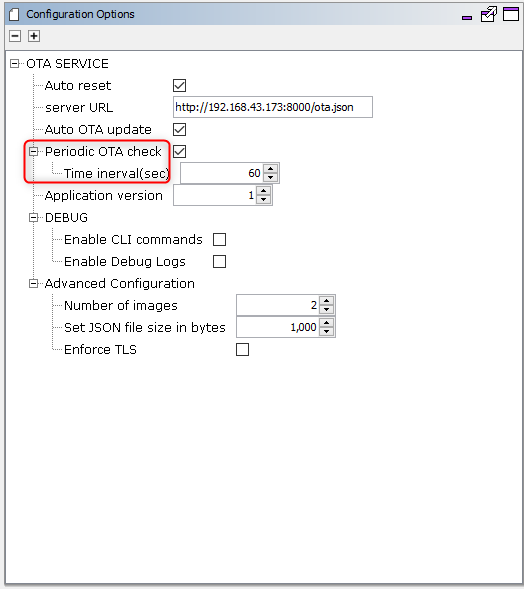 Configuration Options
OTA SERVICE
Auto reset
server URL http://192.168.43.173:8000/ota.json
Auto OTA update
Periodic OTA check
Time inerval(sec) 60
Application version 1
DEBUG
Enable CLI commands
Enable Debug Logs
Advanced Configuration
Number of images 2
Set JSON file size in bytes 1,000
Enforce TLS